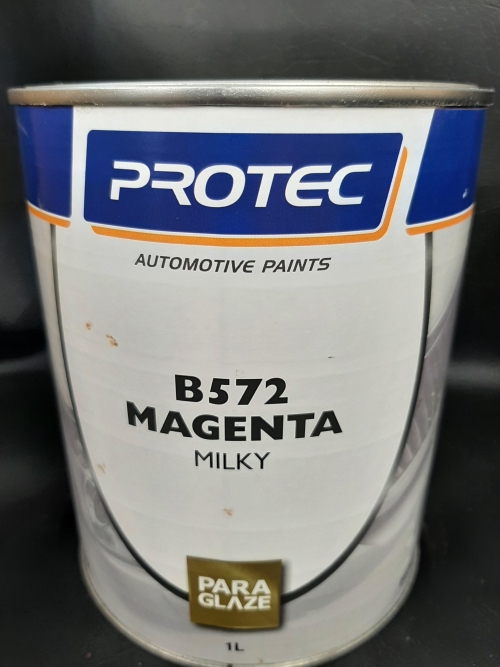 PROTEC
AUTOMOTIVE PAINTS
B572
MAGENTA
MILKY
PARA
GLAZE
1L